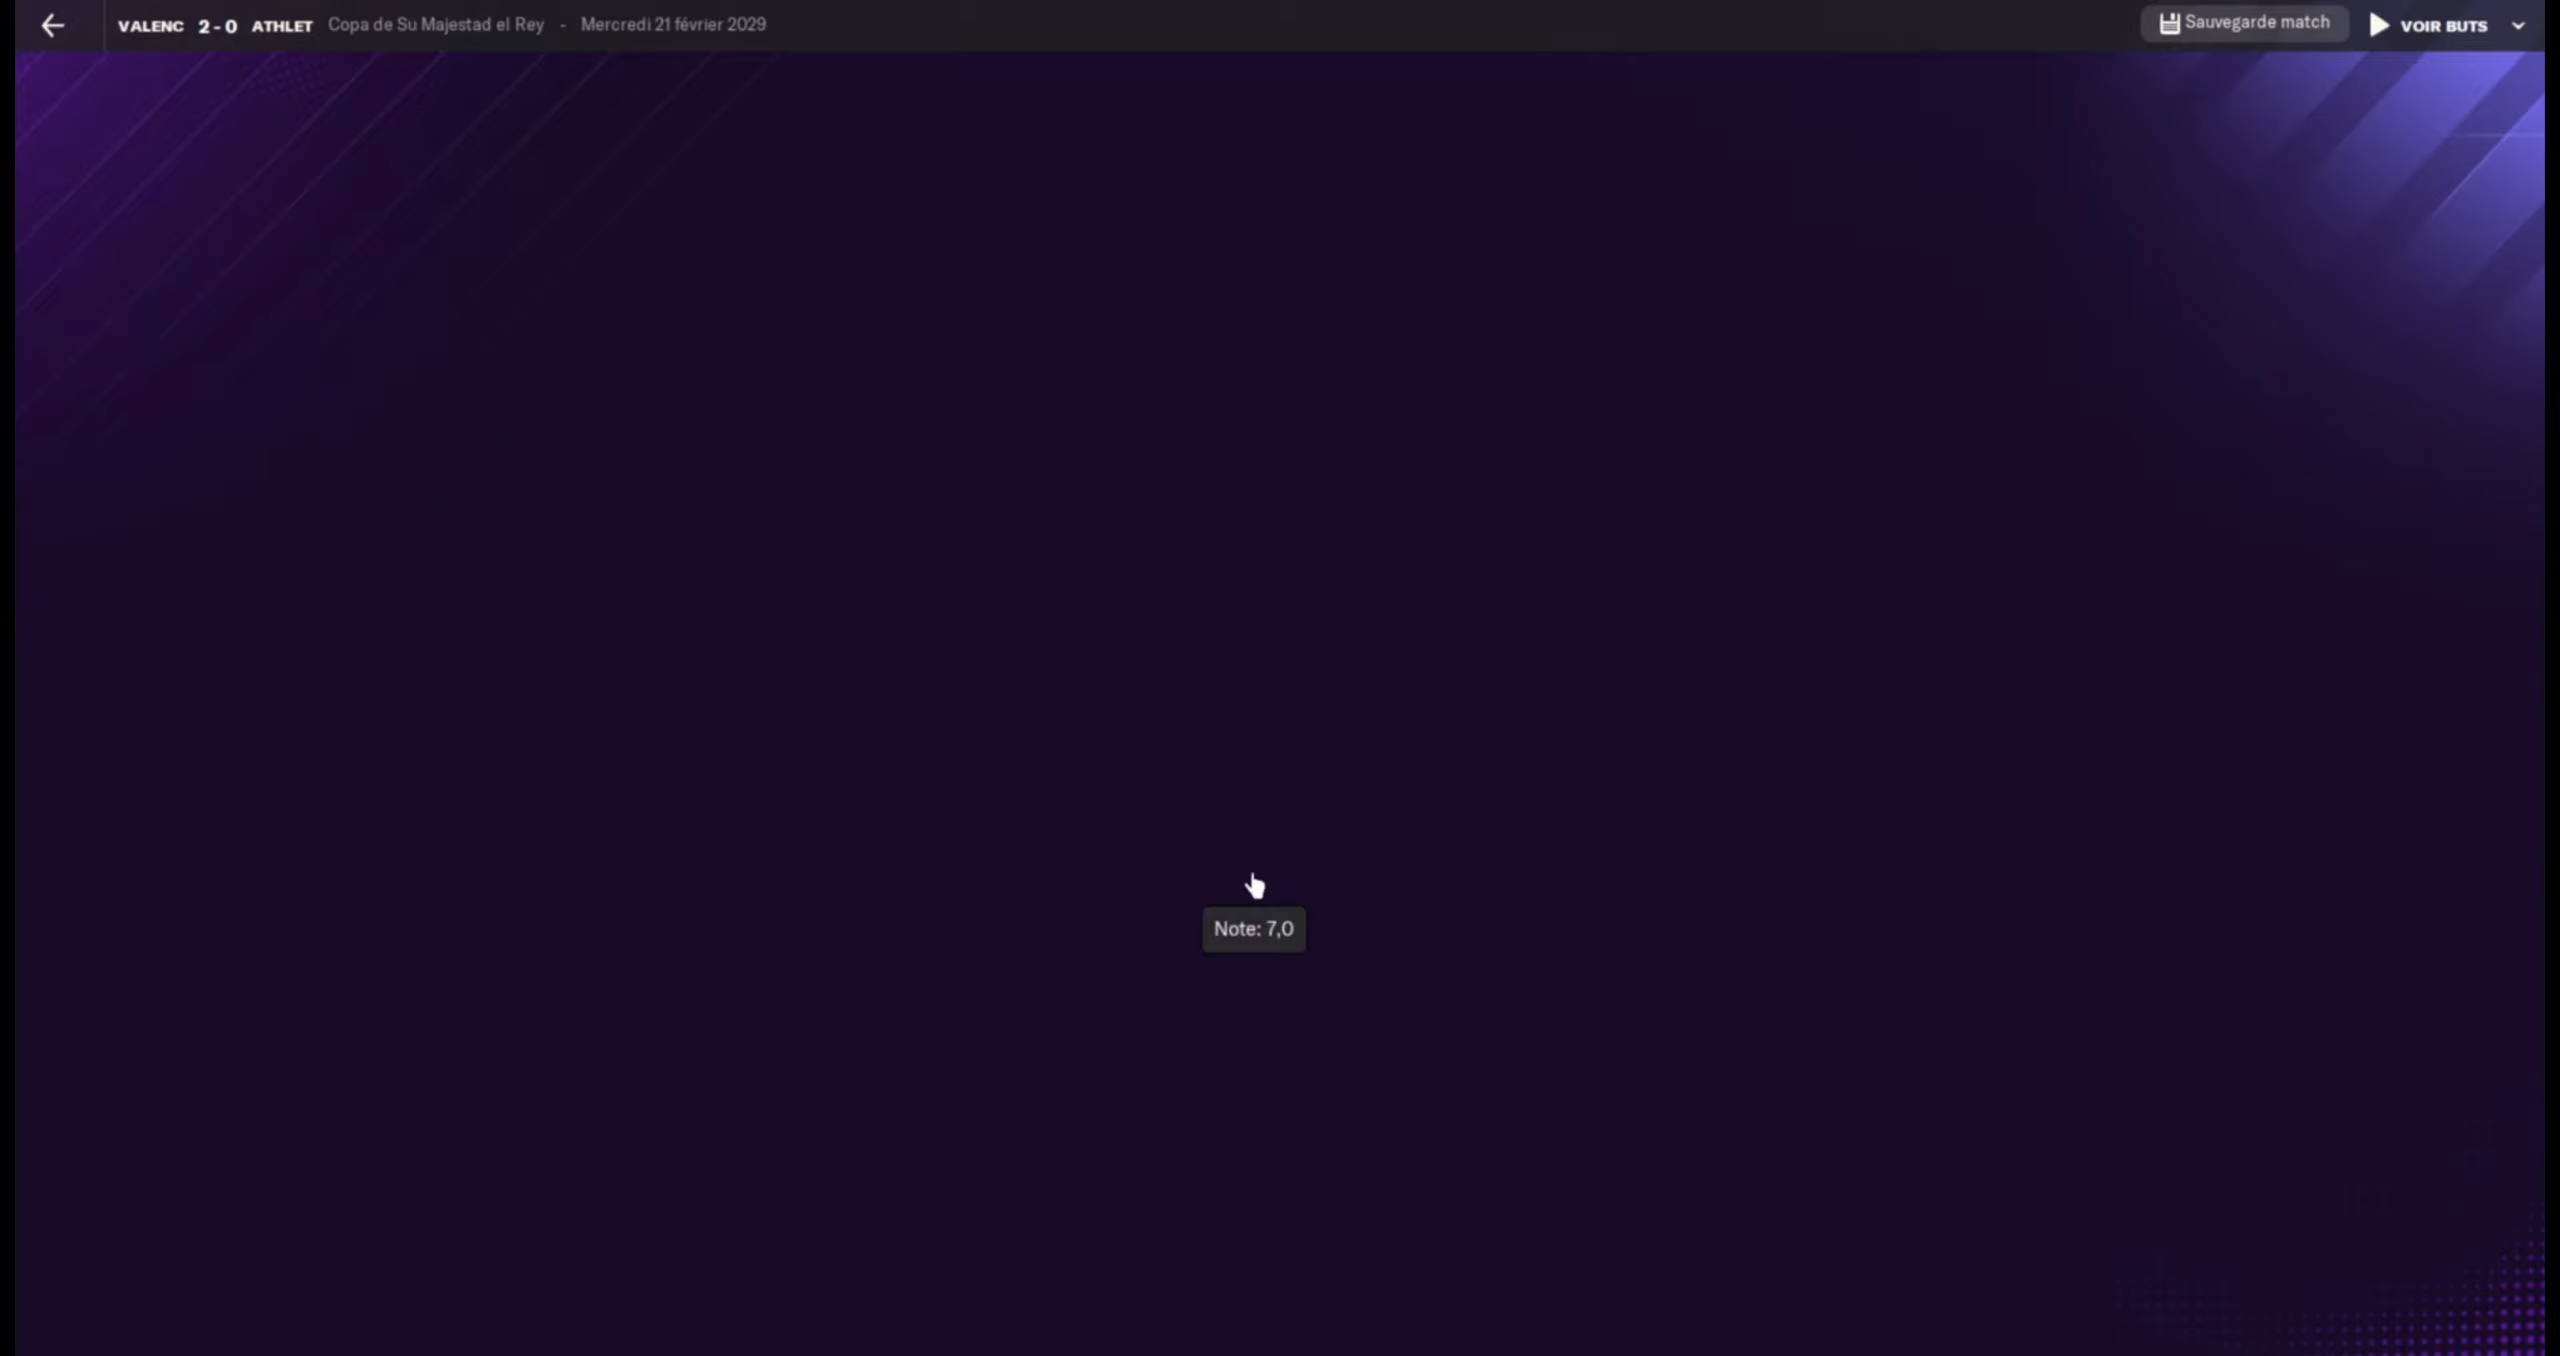 VALENC 2 - 0 ATHLET Copa de Su Majestad el Rey - Mercredi 21 février 2029 Sauvegarde match VOIR BUTS
Note: 7,0